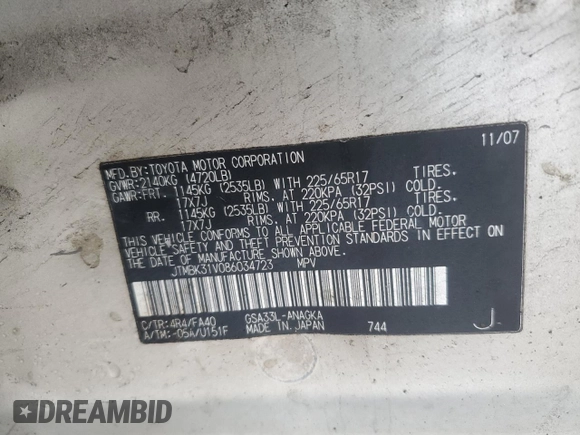 11/07
MFD.BY:TOYOTA MOTOR CORPORATION
GVWR:2140KG (4720LB)
GAWR:FRT. 1145KG (2535LB) WITH 225/65R17 TIRES.
17X7J RIMS. AT 220KPA (32PSI) COLD.
RR. 1145KG (2535LB) WITH 225/65R17 TIRES.
17X7J RIMS. AT 220KPA (32PSI) COLD.
THIS VEHICLE CONFORMS TO ALL APPLICABLE FEDERAL MOTOR
VEHICLE SAFETY AND THEFT PREVENTION STANDARDS IN EFFECT ON
THE DATE OF MANUFACTURE SHOWN ABOVE.
JTMBK31V086034723 MPV
C/TR:4R4/FA40 GSA33L-ANAGKA
A/TM:-05A/U151F MADE IN JAPAN 744 J
DREAMBID